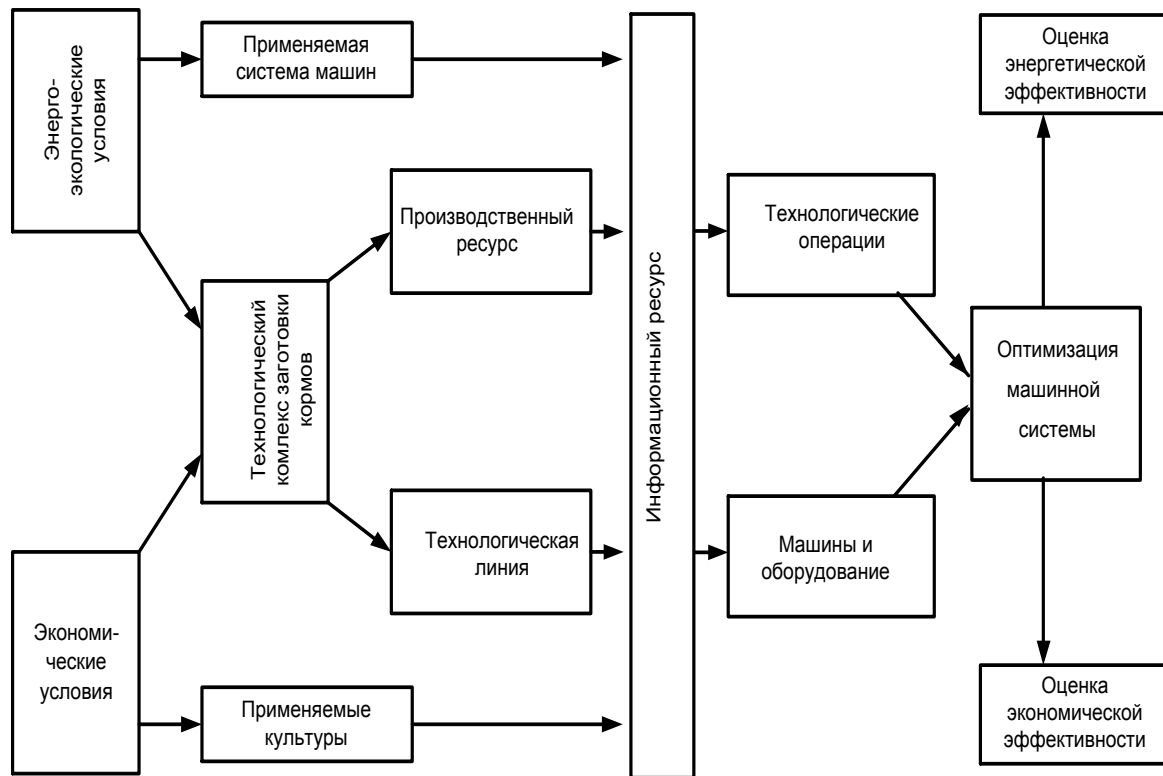 Энерго-
экологические
условия
Применяемая
система машин
Оценка
энергетической
эффективности
Производственный
ресурс
Технологические
операции
Технологический
комлекс заготовки
кормов
Информационный ресурс
Оптимизация
машинной
системы
Технологическая
линия
Машины и
оборудование
Экономи-
ческие
условия
Применяемые
культуры
Оценка
экономической
эффективности